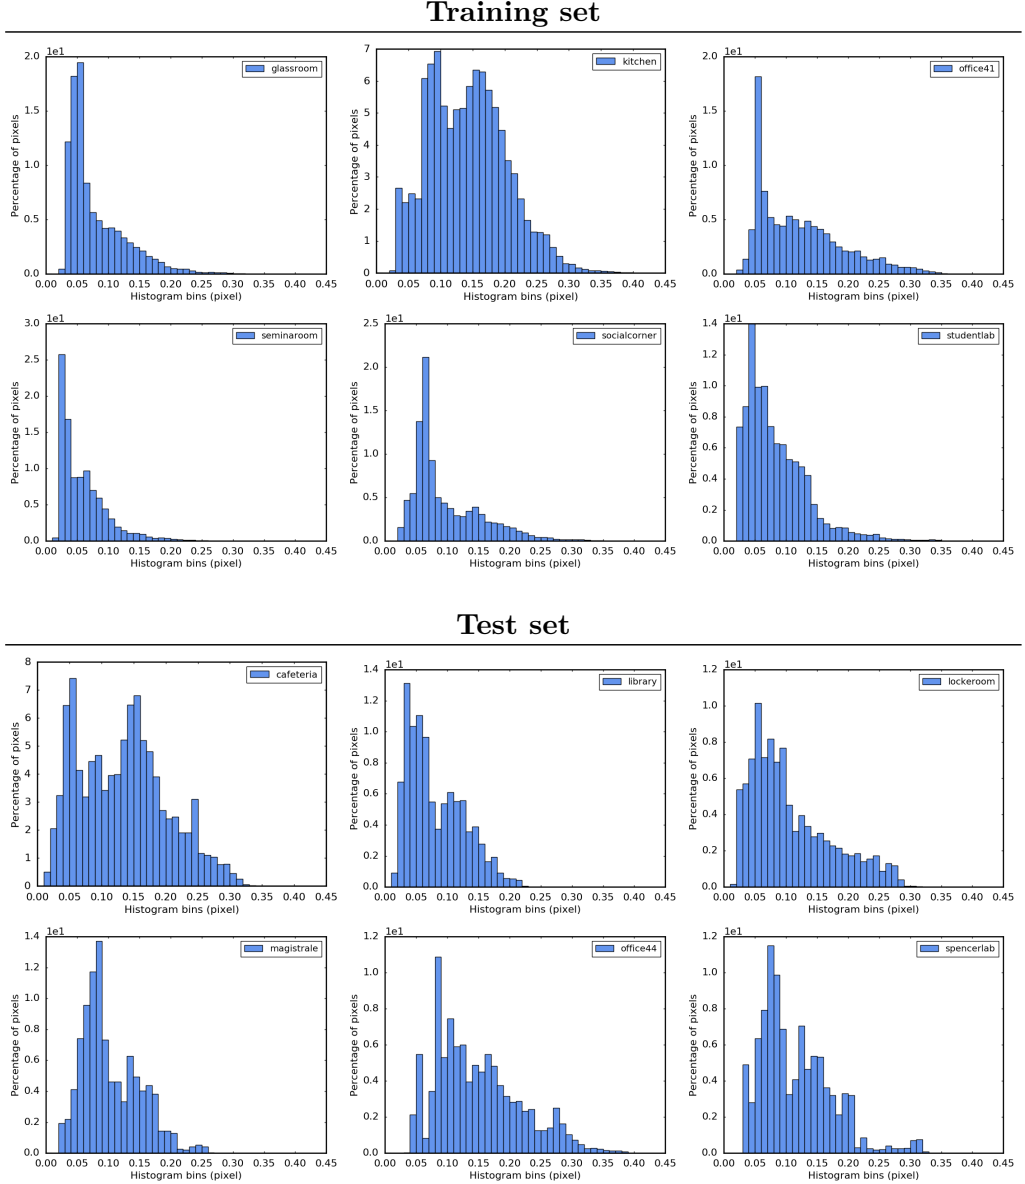 Training set
1e1
glassroom
2.0
1.5
1.0
0.5
0.0
Percentage of pixels
0.00 0.05 0.10 0.15 0.20 0.25 0.30 0.35 0.40 0.45
Histogram bins (pixel)
kitchen
7
6
5
4
3
2
1
0
Percentage of pixels
0.00 0.05 0.10 0.15 0.20 0.25 0.30 0.35 0.40 0.45
Histogram bins (pixel)
1e1
office41
2.0
1.5
1.0
0.5
0.0
Percentage of pixels
0.00 0.05 0.10 0.15 0.20 0.25 0.30 0.35 0.40 0.45
Histogram bins (pixel)
1e1
seminaroom
3.0
2.5
2.0
1.5
1.0
0.5
0.0
Percentage of pixels
0.00 0.05 0.10 0.15 0.20 0.25 0.30 0.35 0.40 0.45
Histogram bins (pixel)
1e1
socialcorner
2.5
2.0
1.5
1.0
0.5
0.0
Percentage of pixels
0.00 0.05 0.10 0.15 0.20 0.25 0.30 0.35 0.40 0.45
Histogram bins (pixel)
1e1
studentlab
1.4
1.2
1.0
0.8
0.6
0.4
0.2
0.0
Percentage of pixels
0.00 0.05 0.10 0.15 0.20 0.25 0.30 0.35 0.40 0.45
Histogram bins (pixel)
Test set
cafeteria
8
7
6
5
4
3
2
1
0
Percentage of pixels
0.00 0.05 0.10 0.15 0.20 0.25 0.30 0.35 0.40 0.45
Histogram bins (pixel)
1e1
library
1.4
1.2
1.0
0.8
0.6
0.4
0.2
0.0
Percentage of pixels
0.00 0.05 0.10 0.15 0.20 0.25 0.30 0.35 0.40 0.45
Histogram bins (pixel)
1e1
lockeroom
1.2
1.0
0.8
0.6
0.4
0.2
0.0
Percentage of pixels
0.00 0.05 0.10 0.15 0.20 0.25 0.30 0.35 0.40 0.45
Histogram bins (pixel)
1e1
magistrale
1.4
1.2
1.0
0.8
0.6
0.4
0.2
0.0
Percentage of pixels
0.00 0.05 0.10 0.15 0.20 0.25 0.30 0.35 0.40 0.45
Histogram bins (pixel)
1e1
office44
1.2
1.0
0.8
0.6
0.4
0.2
0.0
Percentage of pixels
0.00 0.05 0.10 0.15 0.20 0.25 0.30 0.35 0.40 0.45
Histogram bins (pixel)
1e1
spencerlab
1.2
1.0
0.8
0.6
0.4
0.2
0.0
Percentage of pixels
0.00 0.05 0.10 0.15 0.20 0.25 0.30 0.35 0.40 0.45
Histogram bins (pixel)